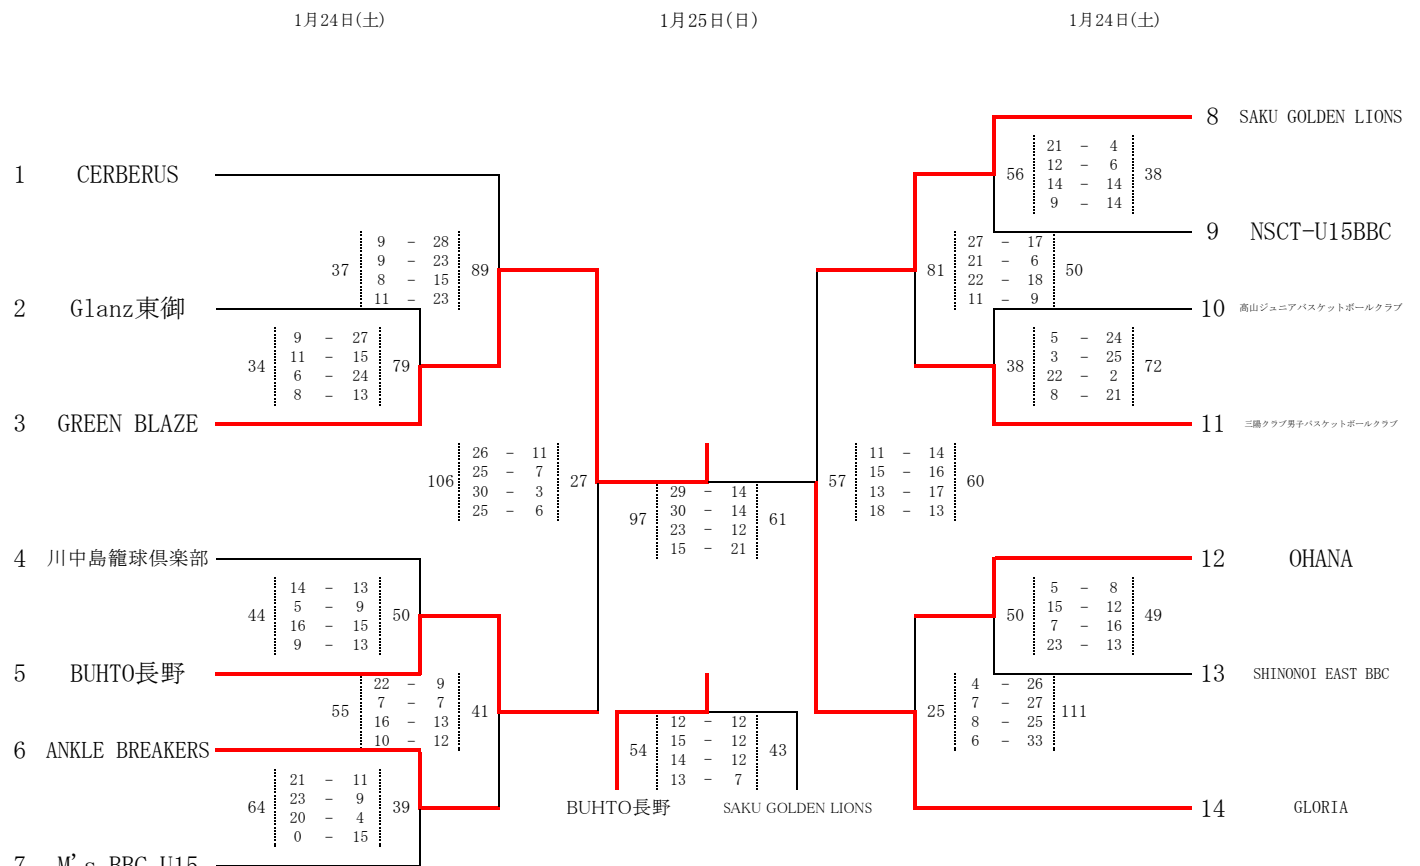 1月24日(土) 1月25日(日) 1月24日(土)
8 SAKU GOLDEN LIONS
21 - 4
56 12 - 6 38
14 - 14
9 - 14
1 CERBERUS
9 NSCT-U15BBC
9 - 28
37 9 - 23 89
8 - 15
11 - 23
27 - 17
81 21 - 6 50
22 - 18
11 - 9
2 Glanz東御
10 高山ジュニアバスケットボールクラブ
9 - 27
34 11 - 15 79
6 - 24
8 - 13
5 - 24
38 3 - 25 72
22 - 2
8 - 21
3 GREEN BLAZE
11 三陽クラブ男子バスケットボールクラブ
26 - 11
106 25 - 7 27
30 - 3
25 - 6
29 - 14
97 30 - 14 61
23 - 12
15 - 21
11 - 14
57 15 - 16 60
13 - 17
18 - 13
4 川中島籠球倶楽部
12 OHANA
14 - 13
44 5 - 9 50
16 - 15
9 - 13
5 - 8
50 15 - 12 49
7 - 16
23 - 13
5 BUHTO長野
13 SHINONOI EAST BBC
22 - 9
55 7 - 7 41
16 - 13
10 - 12
4 - 26
25 7 - 27 111
8 - 25
6 - 33
12 - 12
54 15 - 12 43
14 - 12
13 - 7
6 ANKLE BREAKERS
21 - 11
64 23 - 9 39
20 - 4
0 - 15
BUHTO長野 SAKU GOLDEN LIONS
14 GLORIA
7 M's BBC U15